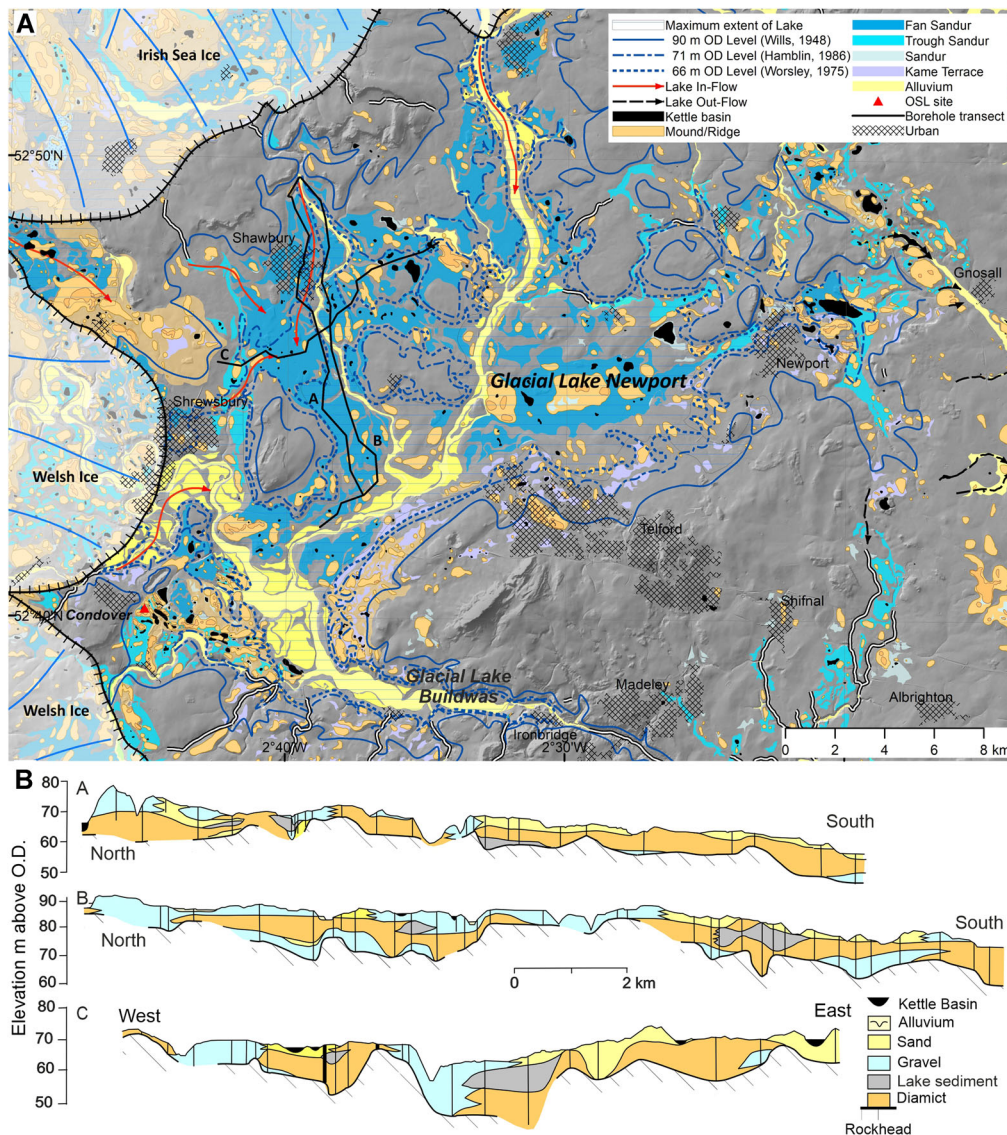 A
Irish Sea Ice
Maximum extent of Lake
90 m OD Level (Wills, 1948)
71 m OD Level (Hamblin, 1986)
66 m OD Level (Worsley, 1975)
Lake In-Flow
Lake Out-Flow
Kettle basin
Mound/Ridge
Fan Sandur
Trough Sandur
Sandur
Kame Terrace
Alluvium
OSL site
Borehole transect
Urban
52°50'N
Shawbury
Gnosall
C
Newport
Glacial Lake Newport
Shrewsbury
A
B
Welsh Ice
Telford
52°40'N
Condover
Shifnal
Glacial Lake
Buildwas
Welsh Ice
Madeley
Albrighton
2°40'W
Ironbridge
2°30'W
0 2 4 6 8 km
B
Elevation m above O.D.
80
70
60
50
A
North
South
90
80
70
60
B
North
South
0 2 km
80
70
60
50
C
West
East
Kettle Basin
Alluvium
Sand
Gravel
Lake sediment
Diamict
Rockhead